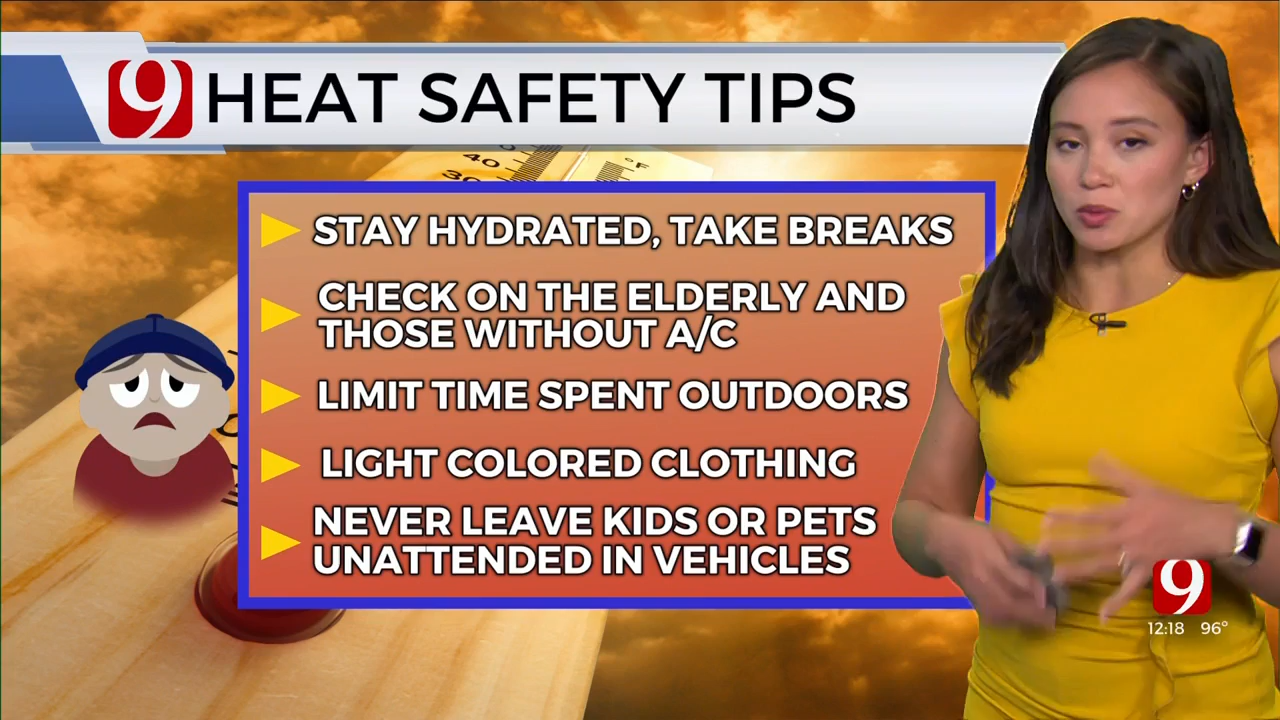 9 HEAT SAFETY TIPS
40
30
°F
STAY HYDRATED, TAKE BREAKS
CHECK ON THE ELDERLY AND
THOSE WITHOUT A/C
LIMIT TIME SPENT OUTDOORS
LIGHT COLORED CLOTHING
NEVER LEAVE KIDS OR PETS
UNATTENDED IN VEHICLES
9
12:18 96°